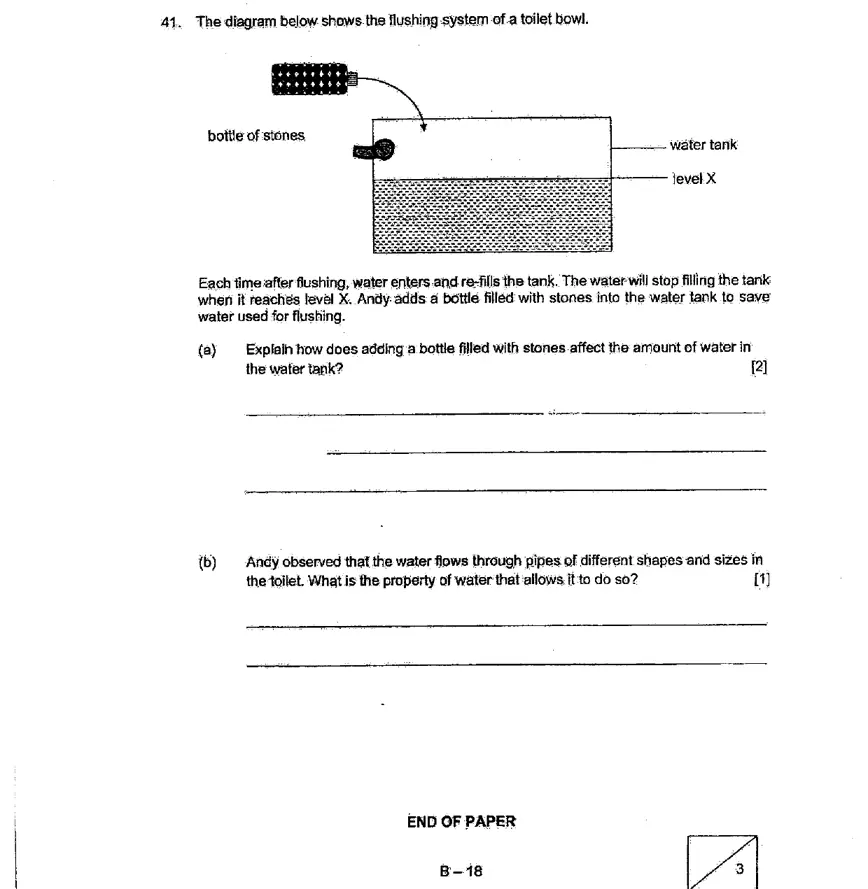 41. The diagram below shows the flushing system of a toilet bowl.
bottle of stones
water tank
level X
Each time after flushing, water enters and re-fills the tank. The water will stop filling the tank
when it reaches level X. Andy adds a bottle filled with stones into the water tank to save
water used for flushing.
(a) Explain how does adding a bottle filled with stones affect the amount of water in
the water tank? [2]
(b) Andy observed that the water flows through pipes of different shapes and sizes in
the toilet. What is the property of water that allows it to do so? [1]
END OF PAPER
B – 18
3